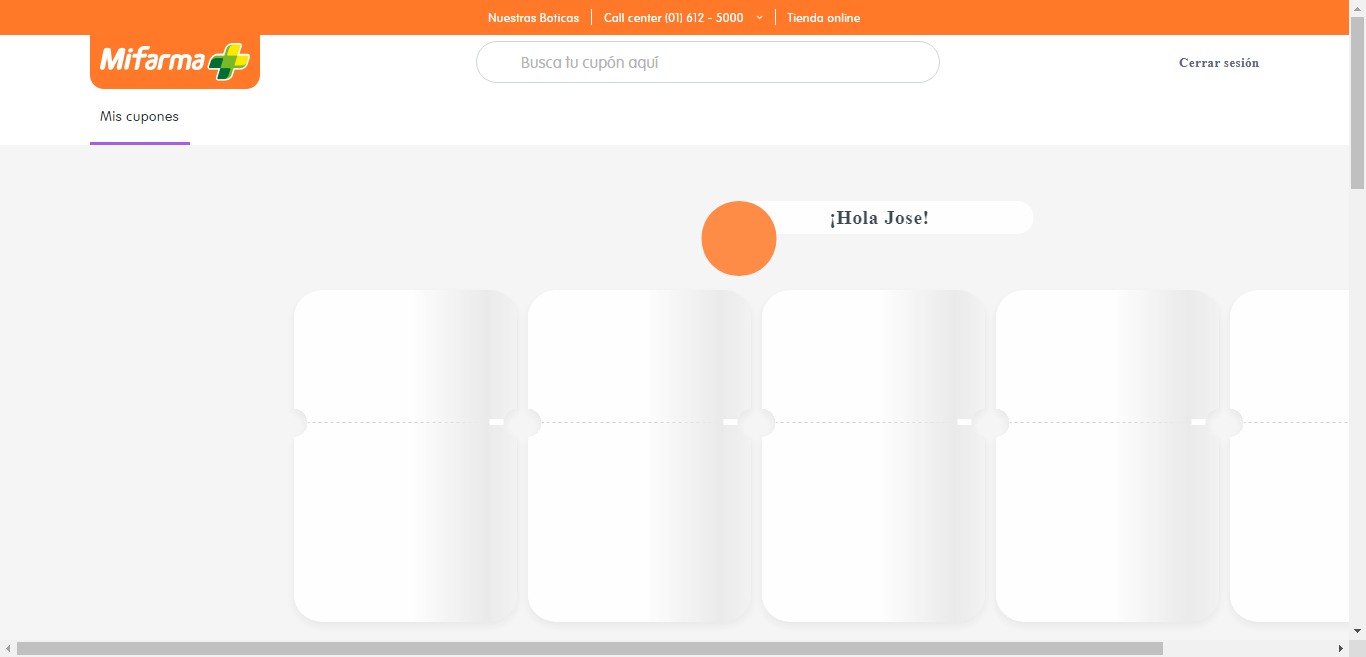 Nuestras Boticas
Call center (01) 612 - 5000
Tienda online
Mifarma
Busca tu cupón aquí
Cerrar sesión
Mis cupones
¡Hola Jose!